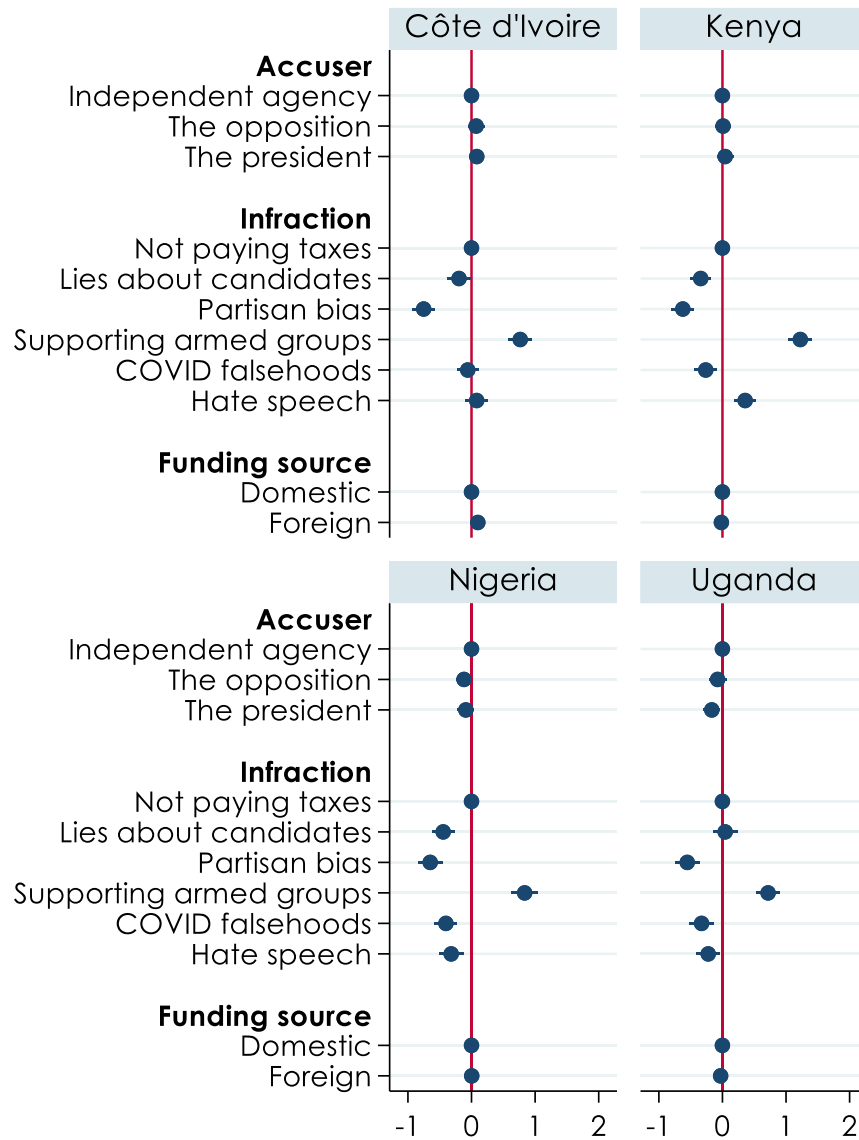 Côte d'Ivoire
Kenya
Accuser
Independent agency
The opposition
The president
Infraction
Not paying taxes
Lies about candidates
Partisan bias
Supporting armed groups
COVID falsehoods
Hate speech
Funding source
Domestic
Foreign
Nigeria
Uganda
Accuser
Independent agency
The opposition
The president
Infraction
Not paying taxes
Lies about candidates
Partisan bias
Supporting armed groups
COVID falsehoods
Hate speech
Funding source
Domestic
Foreign
-1 0 1 2
-1 0 1 2